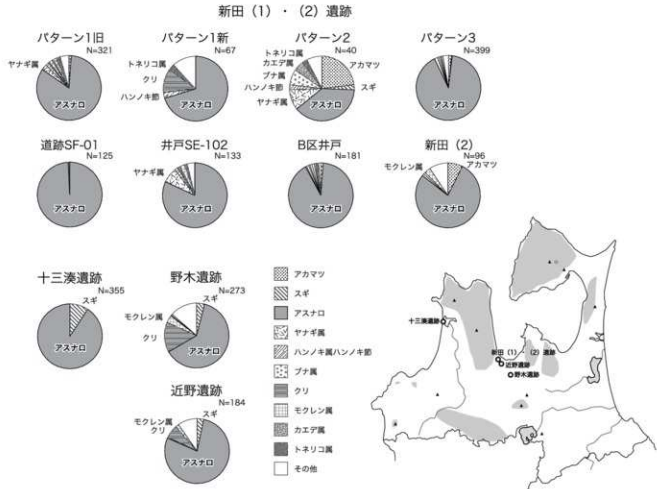 新田（1）・（2）遺跡
パターン1旧
N=321
ヤナギ属
アスナロ
パターン1新
N=67
トネリコ属
クリ
ハンノキ節
アスナロ
パターン2
N=40
トネリコ属
カエデ属
ブナ属
ハンノキ節
ヤナギ属
アカマツ
スギ
アスナロ
パターン3
N=399
アスナロ
道跡SF-01
N=125
アスナロ
井戸SE-102
N=133
ヤナギ属
アスナロ
B区井戸
N=181
アスナロ
新田（2）
N=96
モクレン属
アカマツ
アスナロ
十三湊遺跡
N=355
スギ
アスナロ
野木遺跡
N=273
スギ
モクレン属
クリ
アスナロ
近野遺跡
N=184
スギ
モクレン属
クリ
アスナロ
アカマツ
スギ
アスナロ
ヤナギ属
ハンノキ属ハンノキ節
ブナ属
クリ
モクレン属
カエデ属
トネリコ属
その他
十三湊遺跡
新田（1）（2）遺跡
近野遺跡
野木遺跡